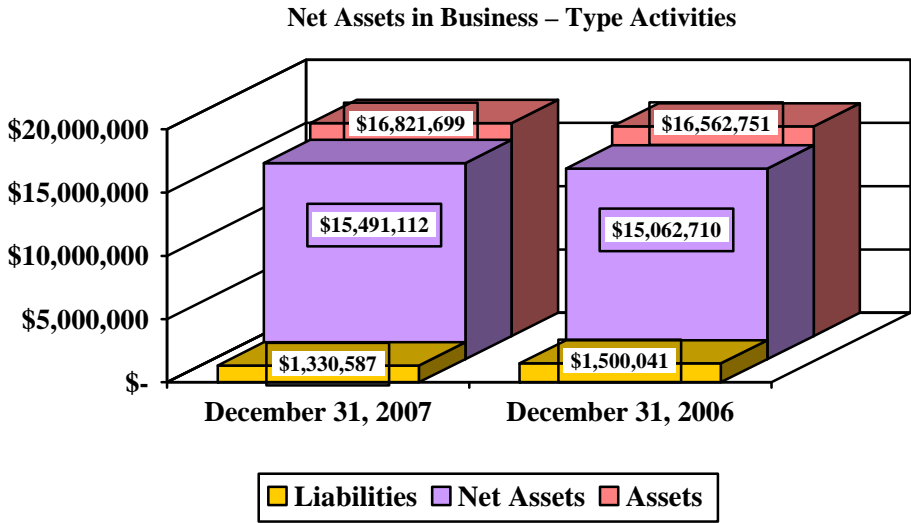 Net Assets in Business – Type Activities
$20,000,000
$15,000,000
$10,000,000
$5,000,000
$-
$16,821,699
$16,562,751
$15,491,112
$15,062,710
$1,330,587
$1,500,041
December 31, 2007
December 31, 2006
Liabilities
Net Assets
Assets